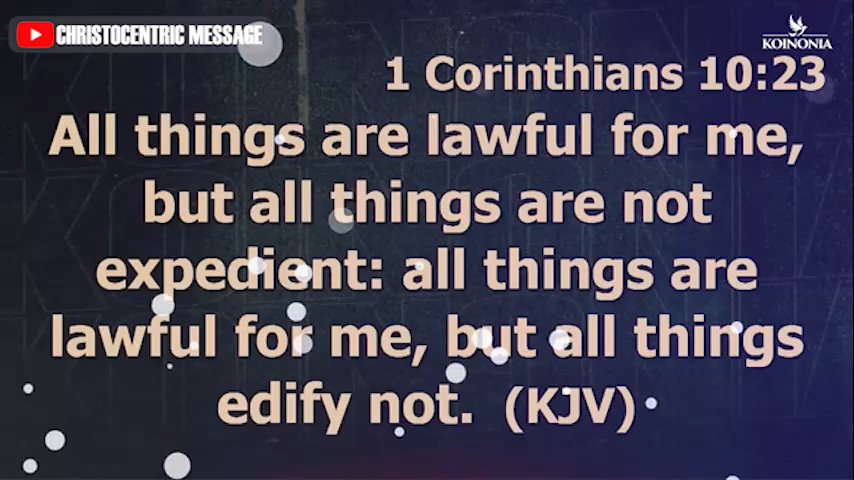 CHRISTOCENTRIC MESSAGE
KOINONIA
1 Corinthians 10:23
All things are lawful for me,
but all things are not
expedient: all things are
lawful for me, but all things
edify not. (KJV)